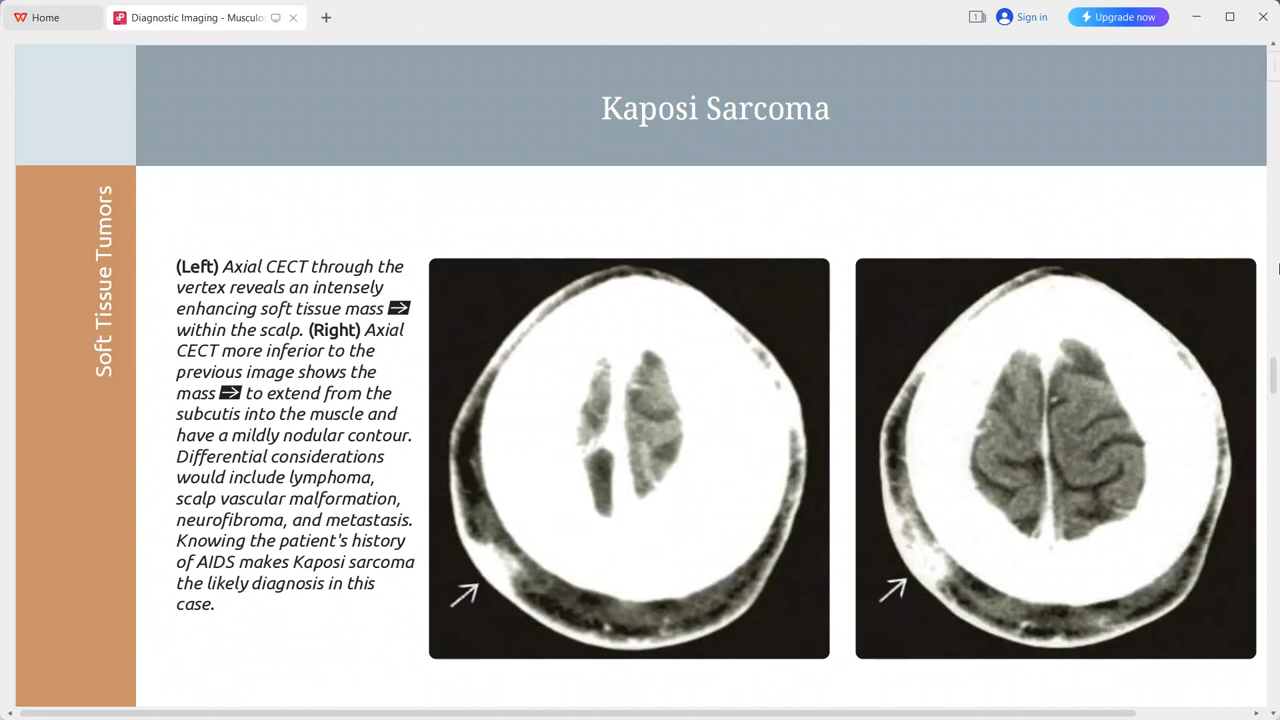 Home
Diagnostic Imaging - Musculos
1
Sign in
Upgrade now
Kaposi Sarcoma
Soft Tissue Tumors
(Left) Axial CECT through the
vertex reveals an intensely
enhancing soft tissue mass ➡
within the scalp. (Right) Axial
CECT more inferior to the
previous image shows the
mass ➡ to extend from the
subcutis into the muscle and
have a mildly nodular contour.
Differential considerations
would include lymphoma,
scalp vascular malformation,
neurofibroma, and metastasis.
Knowing the patient's history
of AIDS makes Kaposi sarcoma
the likely diagnosis in this
case.